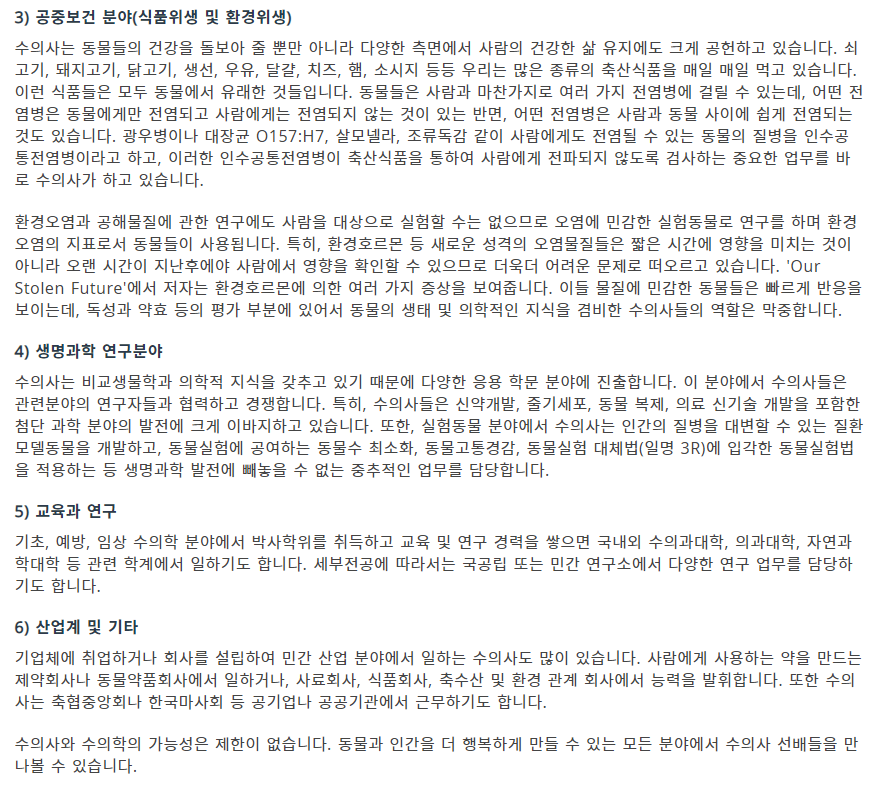 3) 공중보건 분야(식품위생 및 환경위생)
수의사는 동물들의 건강을 돌보아 줄 뿐만 아니라 다양한 측면에서 사람의 건강한 삶 유지에도 크게 공헌하고 있습니다. 쇠
고기, 돼지고기, 닭고기, 생선, 우유, 달걀, 치즈, 햄, 소시지 등등 우리는 많은 종류의 축산식품을 매일 매일 먹고 있습니다.
이런 식품들은 모두 동물에서 유래한 것들입니다. 동물들은 사람과 마찬가지로 여러 가지 전염병에 걸릴 수 있는데, 어떤 전
염병은 동물에게만 전염되고 사람에게는 전염되지 않는 것이 있는 반면, 어떤 전염병은 사람과 동물 사이에 쉽게 전염되는
것도 있습니다. 광우병이나 대장균 O157:H7, 살모넬라, 조류독감 같이 사람에게도 전염될 수 있는 동물의 질병을 인수공
통전염병이라고 하고, 이러한 인수공통전염병이 축산식품을 통하여 사람에게 전파되지 않도록 검사하는 중요한 업무를 바
로 수의사가 하고 있습니다.
환경오염과 공해물질에 관한 연구에도 사람을 대상으로 실험할 수는 없으므로 오염에 민감한 실험동물로 연구를 하며 환경
오염의 지표로서 동물들이 사용됩니다. 특히, 환경호르몬 등 새로운 성격의 오염물질들은 짧은 시간에 영향을 미치는 것이
아니라 오랜 시간이 지난후에야 사람에서 영향을 확인할 수 있으므로 더욱더 어려운 문제로 떠오르고 있습니다. 'Our
Stolen Future'에서 저자는 환경호르몬에 의한 여러 가지 증상을 보여줍니다. 이들 물질에 민감한 동물들은 빠르게 반응을
보이는데, 독성과 약효 등의 평가 부분에 있어서 동물의 생태 및 의학적인 지식을 겸비한 수의사들의 역할은 막중합니다.
4) 생명과학 연구분야
수의사는 비교생물학과 의학적 지식을 갖추고 있기 때문에 다양한 응용 학문 분야에 진출합니다. 이 분야에서 수의사들은
관련분야의 연구자들과 협력하고 경쟁합니다. 특히, 수의사들은 신약개발, 줄기세포, 동물 복제, 의료 신기술 개발을 포함한
첨단 과학 분야의 발전에 크게 이바지하고 있습니다. 또한, 실험동물 분야에서 수의사는 인간의 질병을 대변할 수 있는 질환
모델동물을 개발하고, 동물실험에 공여하는 동물수 최소화, 동물고통경감, 동물실험 대체법(일명 3R)에 입각한 동물실험법
을 적용하는 등 생명과학 발전에 빼놓을 수 없는 중추적인 업무를 담당합니다.
5) 교육과 연구
기초, 예방, 임상 수의학 분야에서 박사학위를 취득하고 교육 및 연구 경력을 쌓으면 국내외 수의과대학, 의과대학, 자연과
학대학 등 관련 학계에서 일하기도 합니다. 세부전공에 따라서는 국공립 또는 민간 연구소에서 다양한 연구 업무를 담당하
기도 합니다.
6) 산업계 및 기타
기업체에 취업하거나 회사를 설립하여 민간 산업 분야에서 일하는 수의사도 많이 있습니다. 사람에게 사용하는 약을 만드는
제약회사나 동물약품회사에서 일하거나, 사료회사, 식품회사, 축수산 및 환경 관계 회사에서 능력을 발휘합니다. 또한 수의
사는 축협중앙회나 한국마사회 등 공기업나 공공기관에서 근무하기도 합니다.
수의사와 수의학의 가능성은 제한이 없습니다. 동물과 인간을 더 행복하게 만들 수 있는 모든 분야에서 수의사 선배들을 만
나볼 수 있습니다.